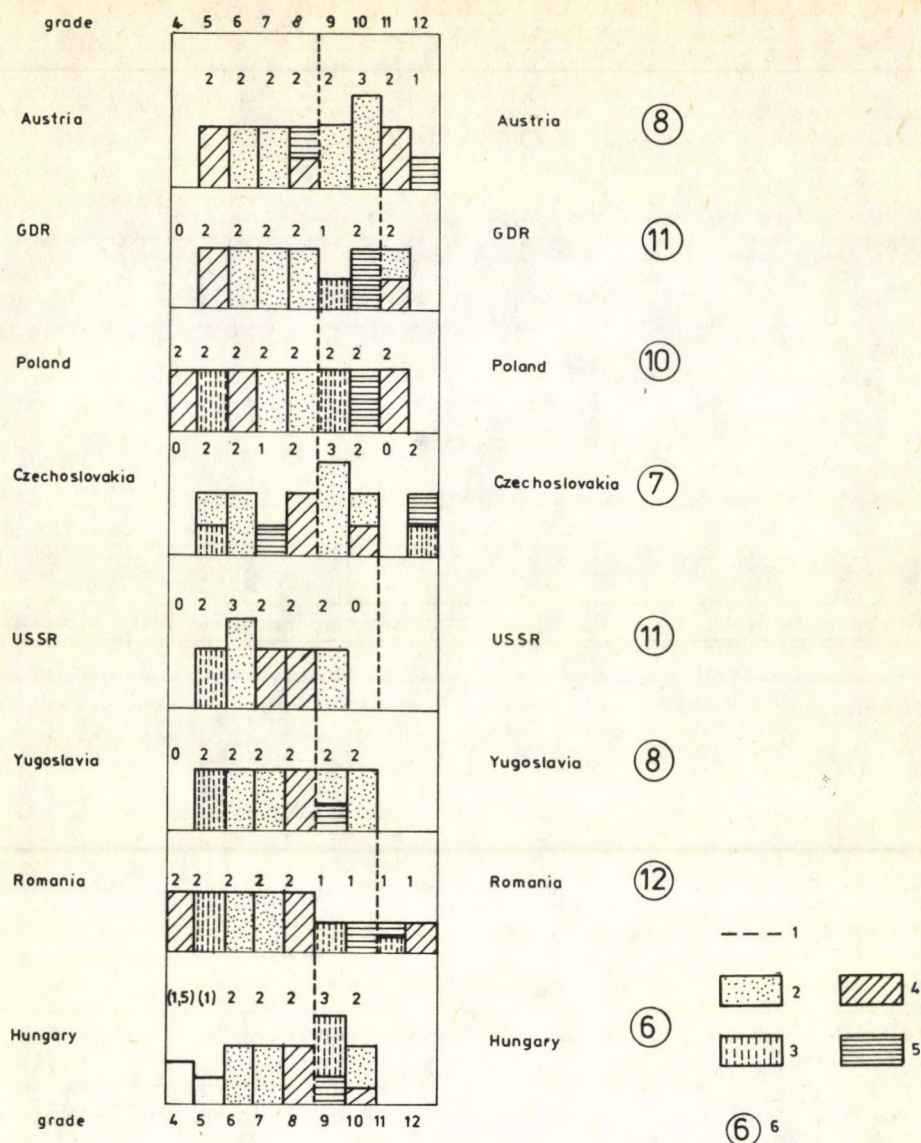 grade 4 5 6 7 8 9 10 11 12
2 2 2 2 2 3 2 1
Austria Austria 8
0 2 2 2 2 1 2 2
GDR GDR 11
2 2 2 2 2 2 2 2
Poland Poland 10
0 2 2 1 2 3 2 0 2
Czechoslovakia Czechoslovakia 7
0 2 3 2 2 2 0
USSR USSR 11
0 2 2 2 2 2 2
Yugoslavia Yugoslavia 8
2 2 2 2 2 1 1 1 1
Romania Romania 12
1
2 4
(1,5) (1) 2 2 2 3 2
Hungary Hungary 6
3 5
grade 4 5 6 7 8 9 10 11 12
6 6